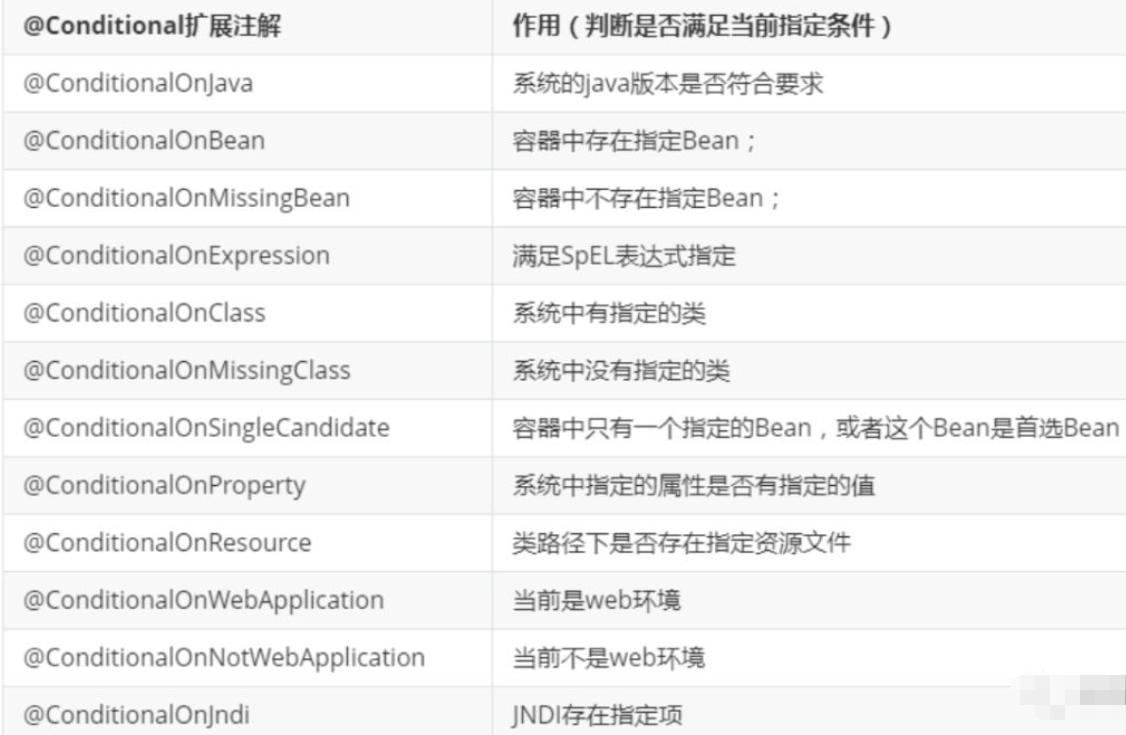 @Conditional扩展注解 作用（判断是否满足当前指定条件）
@ConditionalOnJava 系统的java版本是否符合要求
@ConditionalOnBean 容器中存在指定Bean；
@ConditionalOnMissingBean 容器中不存在指定Bean；
@ConditionalOnExpression 满足SpEL表达式指定
@ConditionalOnClass 系统中有指定的类
@ConditionalOnMissingClass 系统中没有指定的类
@ConditionalOnSingleCandidate 容器中只有一个指定的Bean，或者这个Bean是首选Bean
@ConditionalOnProperty 系统中指定的属性是否有指定的值
@ConditionalOnResource 类路径下是否存在指定资源文件
@ConditionalOnWebApplication 当前是web环境
@ConditionalOnNotWebApplication 当前不是web环境
@ConditionalOnJndi JNDI存在指定项